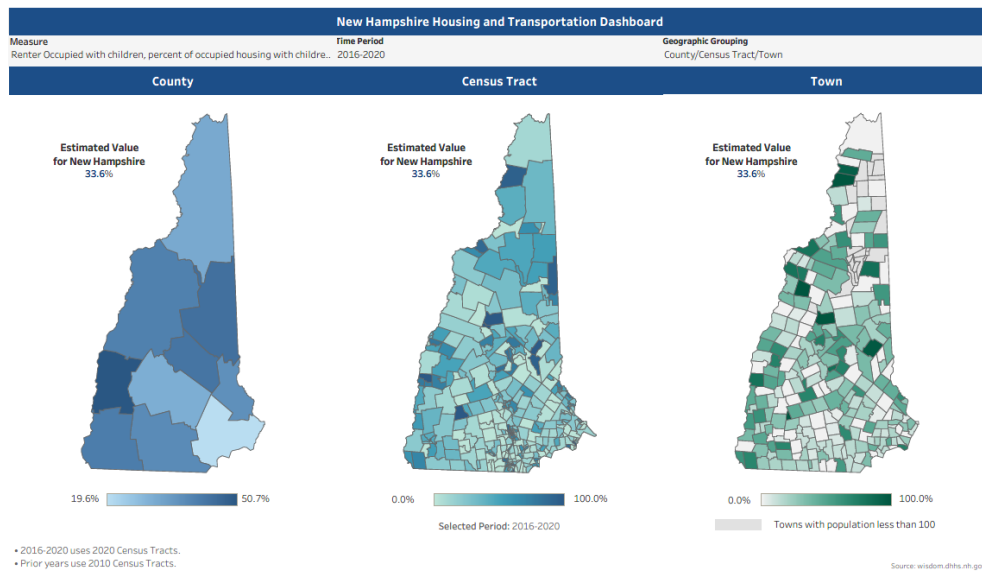 New Hampshire Housing and Transportation Dashboard
Measure
Renter Occupied with children, percent of occupied housing with childre..
Time Period
2016-2020
Geographic Grouping
County/Census Tract/Town
County
Census Tract
Town
Estimated Value
for New Hampshire
33.6%
Estimated Value
for New Hampshire
33.6%
Estimated Value
for New Hampshire
33.6%
19.6%
50.7%
0.0%
100.0%
0.0%
100.0%
Selected Period: 2016-2020
Towns with population less than 100
• 2016-2020 uses 2020 Census Tracts.
• Prior years use 2010 Census Tracts.
Source: wisdom.dhhs.nh.go